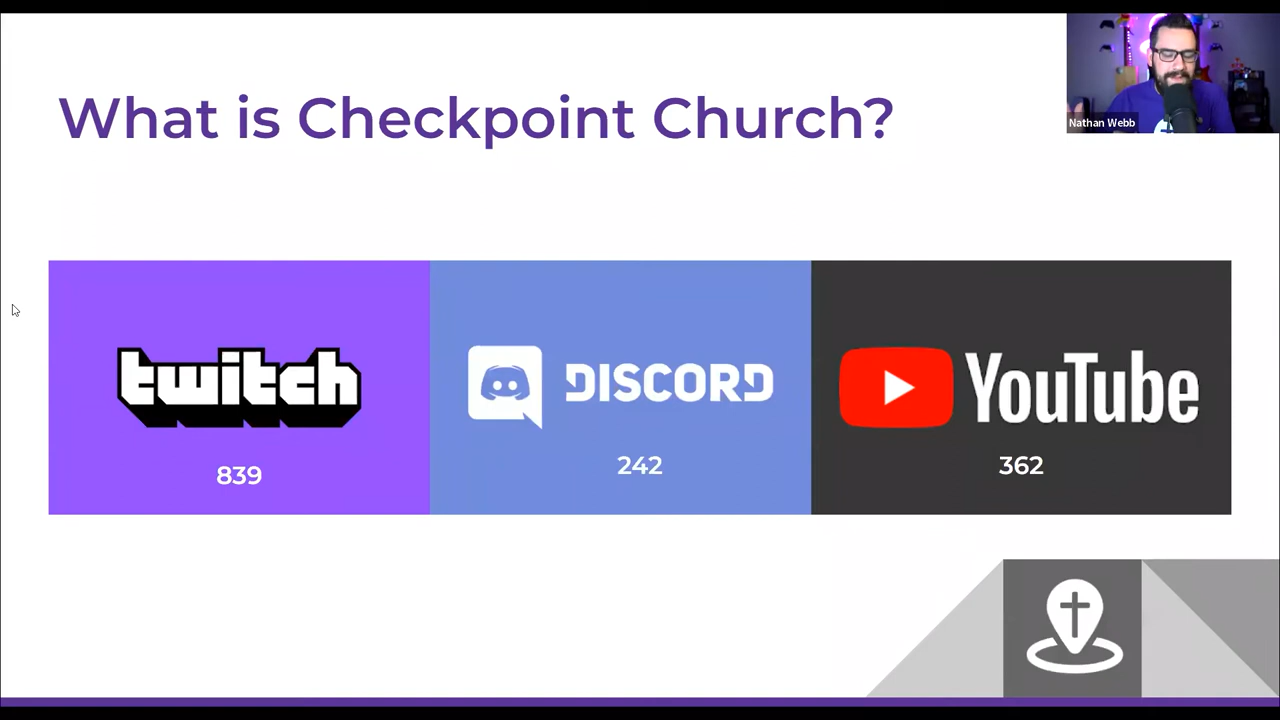 What is Checkpoint Church?
Nathan Webb
twitch
DISCORD
YouTube
839
242
362